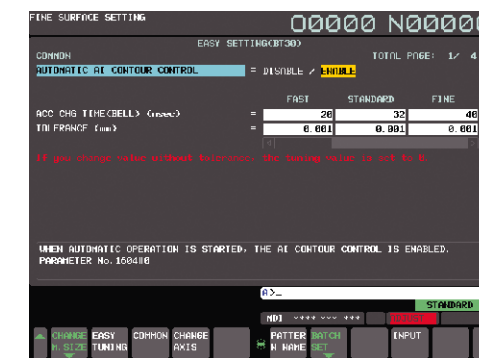 FINE SURFACE SETTING O0000 N0000
EASY SETTING(BT30)
COMMON TOTAL PAGE: 1/ 4
AUTOMATIC AI CONTOUR CONTROL = DISABLE / ENABLE
FAST STANDARD FINE
ACC CHG TIME(BELL) (msec) = 20 32 40
TOLERANCE (mm) = 0.001 0.001 0.001
If you change value without tolerance, the tuning value is set to 0.
WHEN AUTOMATIC OPERATION IS STARTED, THE AI CONTOUR CONTROL IS ENABLED.
PARAMETER No.1604#0
A>_
STANDARD
MDI **** *** ***
CHANGE M. SIZE EASY TUNING COMMON CHANGE AXIS PATTER N NAME BATCH SET INPUT